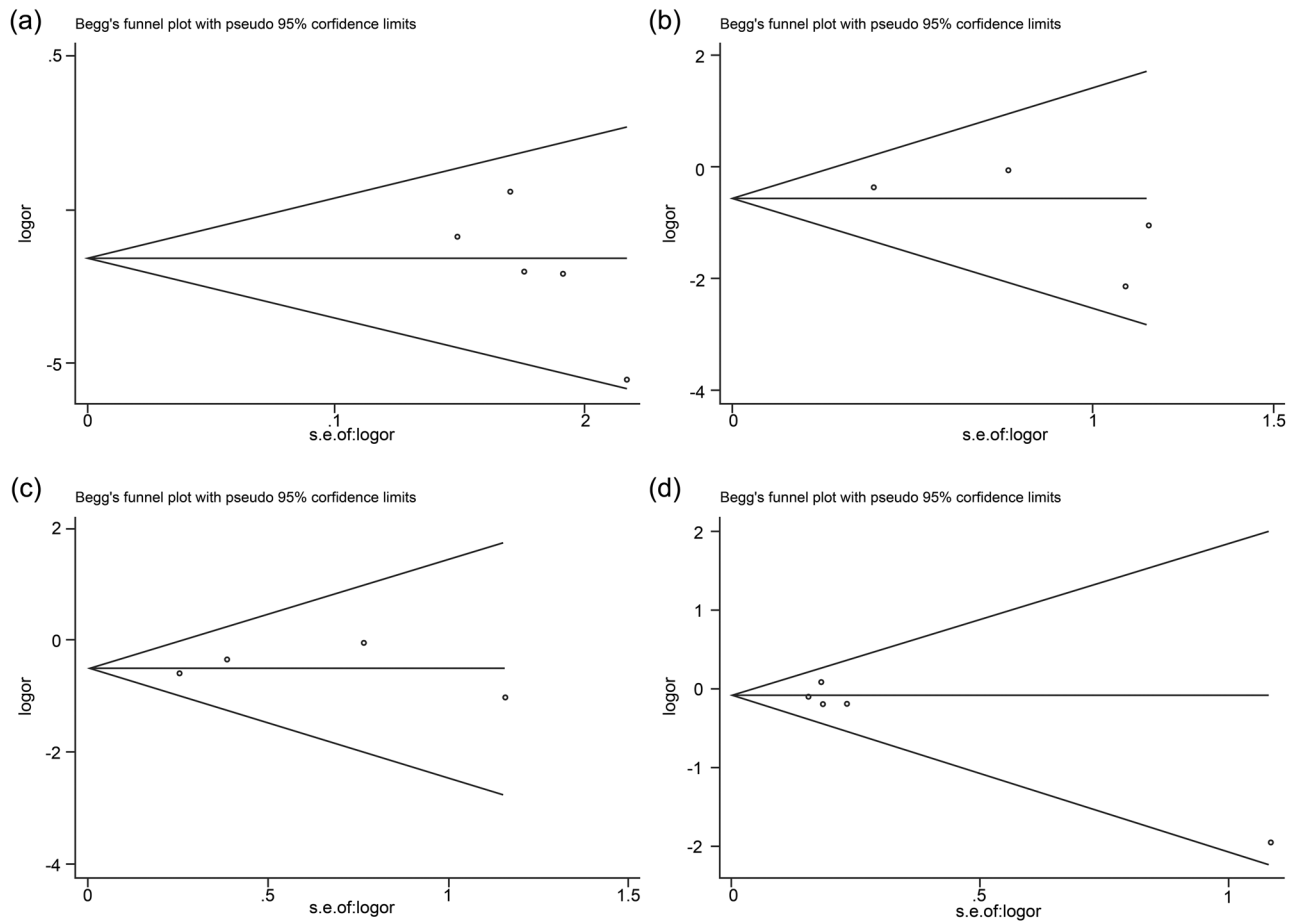 (a)
Begg's funnel plot with pseudo 95% corfidence limits
.5
-5
logor
0
.1
2
s.e.of:logor
(b)
Begg's funnel plot with pseudo 95% corfidence limits
2
0
-2
-4
logor
0
1
1.5
s.e.of:logor
(c)
Begg's funnel plot with pseudo 95% corfidence limits
2
0
-2
-4
logor
0
.5
1
1.5
s.e.of:logor
(d)
Begg's funnel plot with pseudo 95% corfidence limits
2
1
0
-1
-2
logor
0
.5
1
s.e.of:logor